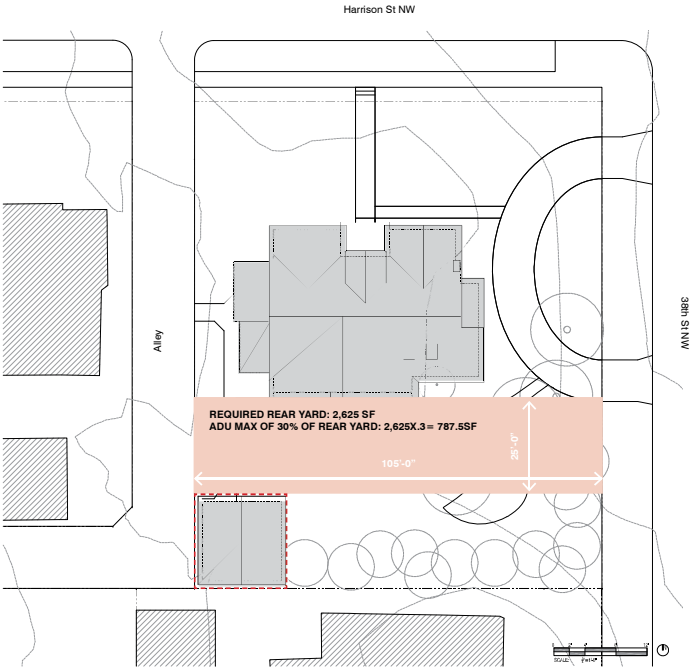 Harrison St NW
38th St NW
Alley
REQUIRED REAR YARD: 2,625 SF
ADU MAX OF 30% OF REAR YARD: 2,625X.3 = 787.5SF
25'-0"
105'-0"
SCALE: